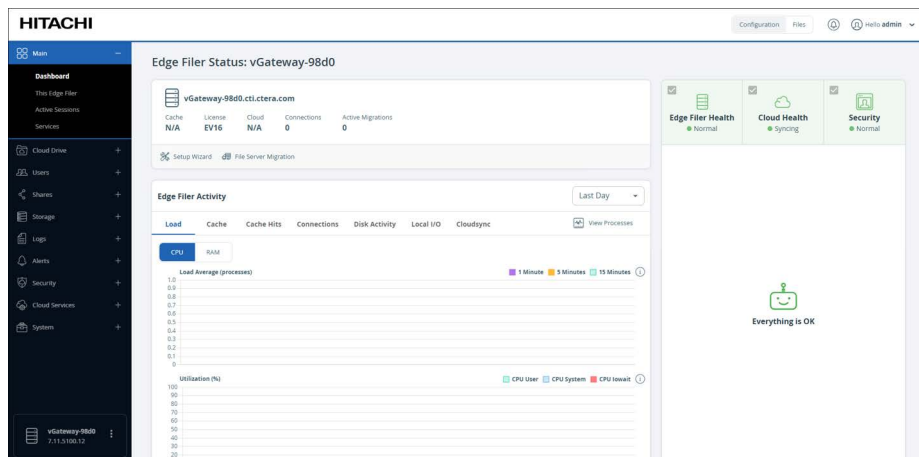 HITACHI
Configuration Files Hello admin
Main
Dashboard
This Edge Filer
Active Sessions
Services
Cloud Drive
Users
Shares
Storage
Logs
Alerts
Security
Cloud Services
System
vGateway-98d0
7.11.5100.12
Edge Filer Status: vGateway-98d0
vGateway-98d0.cti.ctera.com
Cache License Cloud Connections Active Migrations
N/A EV16 N/A 0 0
Setup Wizard File Server Migration
Edge Filer Activity Last Day
Load Cache Cache Hits Connections Disk Activity Local I/O Cloudsync View Processes
CPU RAM
Load Average (processes) 1 Minute 5 Minutes 15 Minutes
1.0
0.9
0.8
0.7
0.6
0.5
0.4
0.3
0.2
0.1
0
Utilization (%) CPU User CPU System CPU Iowait
100
90
80
70
60
50
40
30
20
Edge Filer Health Cloud Health Security
Normal Syncing Normal
Everything is OK